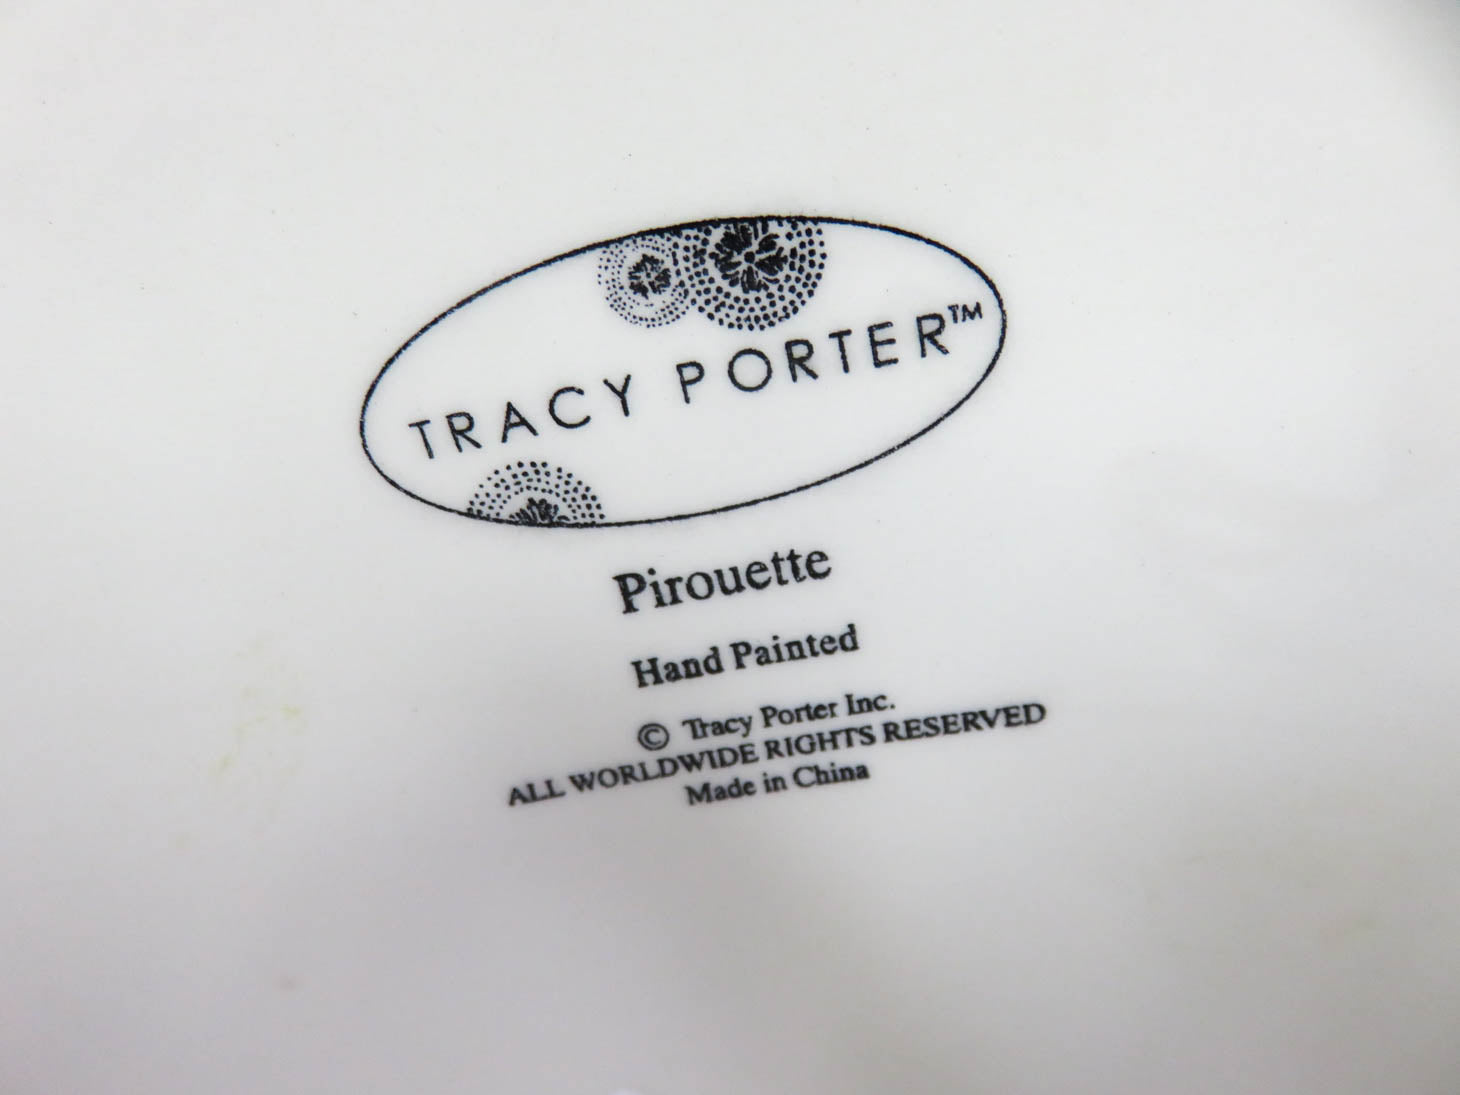 TRACY PORTER™
Pirouette
Hand Painted
© Tracy Porter Inc.
ALL WORLDWIDE RIGHTS RESERVED
Made in China